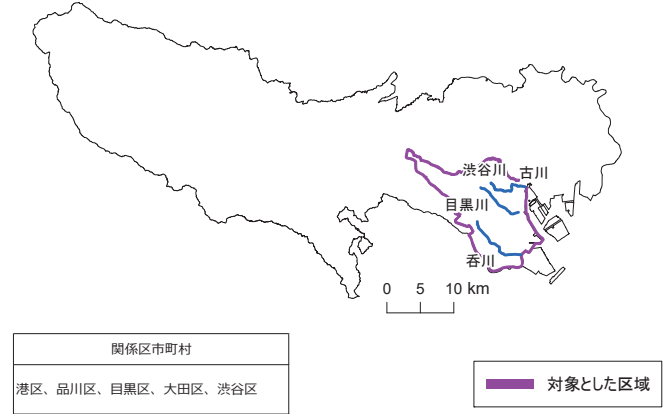 渋谷川 古川
目黒川
呑川
0 5 10 km
関係区市町村
港区、品川区、目黒区、大田区、渋谷区
対象とした区域